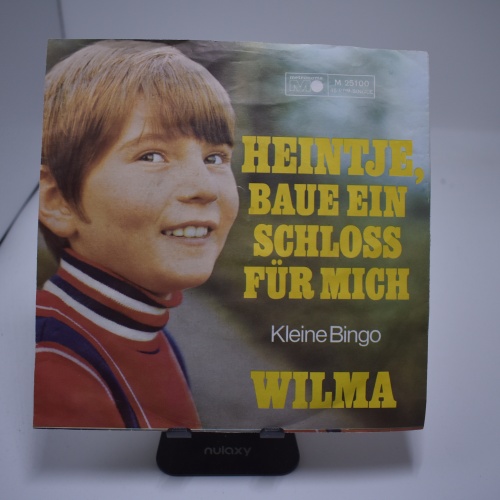 M 25100
HEINTJE,
BAUE EIN
SCHLOSS
FÜR MICH
Kleine Bingo
WILMA
nulaxy